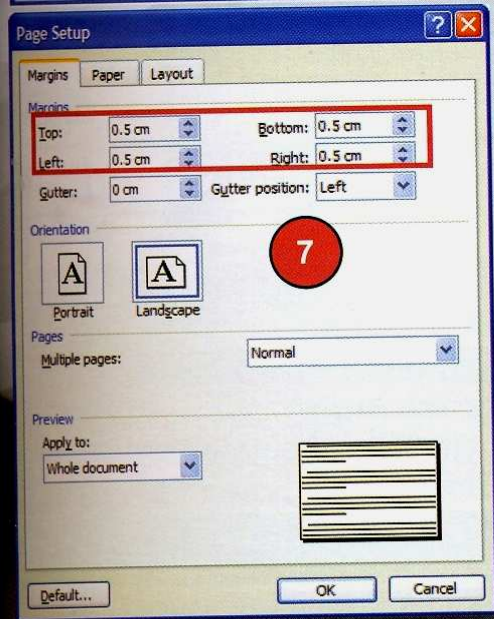 Page Setup ?
Margins Paper Layout
Margins
Top: 0.5 cm Bottom: 0.5 cm
Left: 0.5 cm Right: 0.5 cm
Gutter: 0 cm Gutter position: Left
Orientation
7
A A
Portrait Landscape
Pages
Multiple pages: Normal
Preview
Apply to:
Whole document
Default... OK Cancel